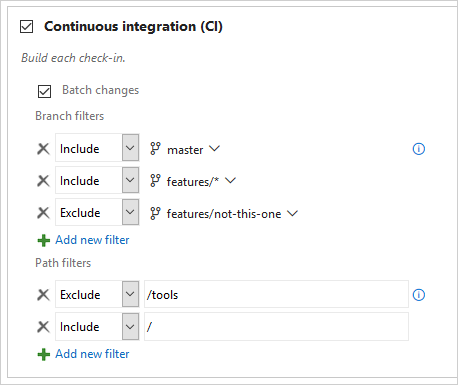 Continuous integration (CI)
Build each check-in.
Batch changes
Branch filters
Include master
Include features/*
Exclude features/not-this-one
Add new filter
Path filters
Exclude /tools
Include /
Add new filter